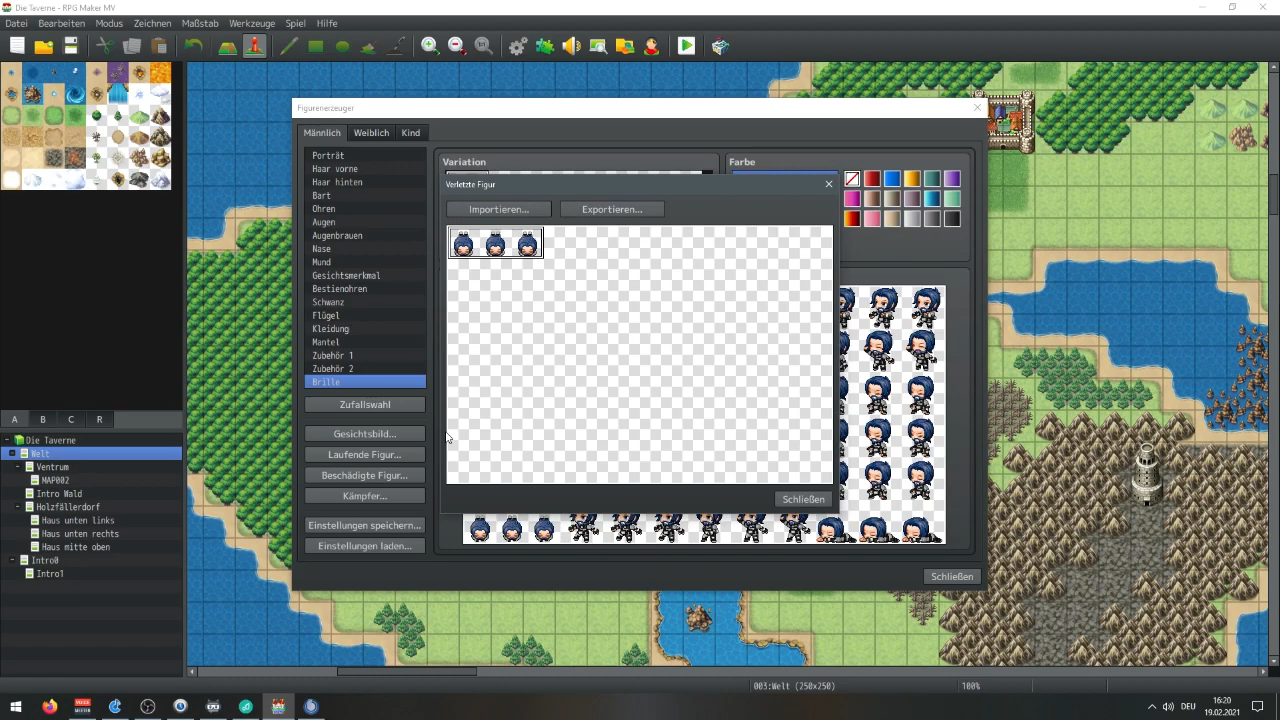 Die Taverne - RPG Maker MV
Datei Bearbeiten Modus Zeichnen Maßstab Werkzeuge Spiel Hilfe
Figurenerzeuger
Männlich Weiblich Kind
Porträt
Haar vorne
Haar hinten
Bart
Ohren
Augen
Augenbrauen
Nase
Mund
Gesichtsmerkmal
Bestienohren
Schwanz
Flügel
Kleidung
Mantel
Zubehör 1
Zubehör 2
Brille
Zufallswahl
Gesichtsbild...
Laufende Figur...
Beschädigte Figur...
Kämpfer...
Einstellungen speichern...
Einstellungen laden...
Variation
Farbe
Verletzte Figur
Importieren... Exportieren...
Schließen
Schließen
A B C R
Die Taverne
Welt
Ventrum
MAP002
Intro Wald
Holzfällerdorf
Haus unten links
Haus unten rechts
Haus mitte oben
Intro0
Intro1
003:Welt (250x250) 100%
DEU
16:20
19.02.2021